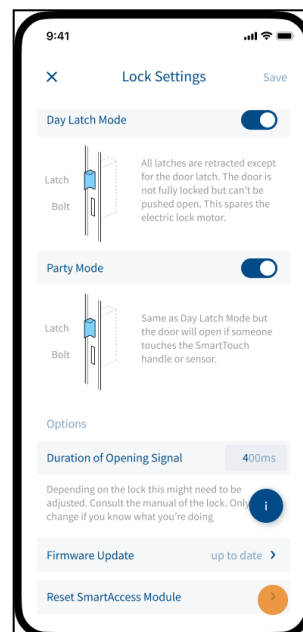 9:41
Lock Settings
Save
Day Latch Mode
Latch
Bolt
All latches are retracted except
for the door latch. The door is
not fully locked but can't be
pushed open. This spares the
electric lock motor.
Party Mode
Latch
Bolt
Same as Day Latch Mode but
the door will open if someone
touches the SmartTouch
handle or sensor.
Options
Duration of Opening Signal
400ms
Depending on the lock this might need to be
adjusted. Consult the manual of the lock. Only
change if you know what you're doing
i
Firmware Update
up to date
Reset SmartAccess Module